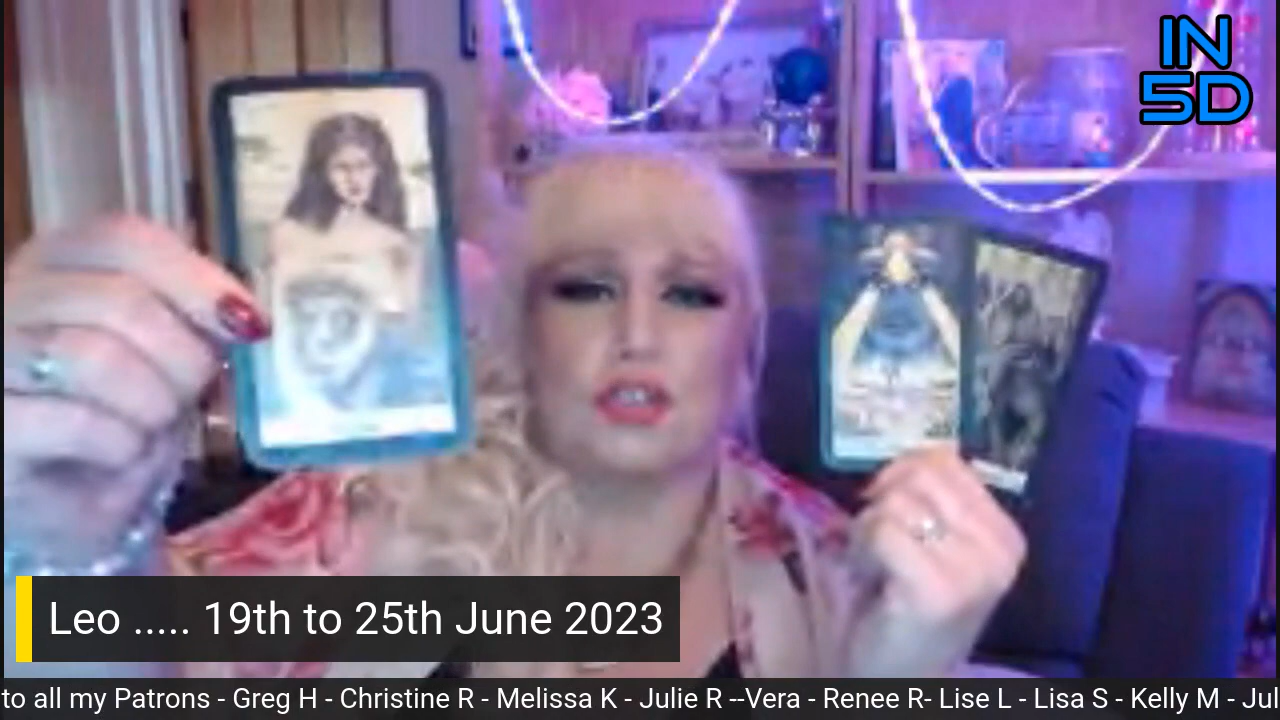 IN
5D
Leo ..... 19th to 25th June 2023
to all my Patrons - Greg H - Christine R - Melissa K - Julie R --Vera - Renee R- Lise L - Lisa S - Kelly M - Jul